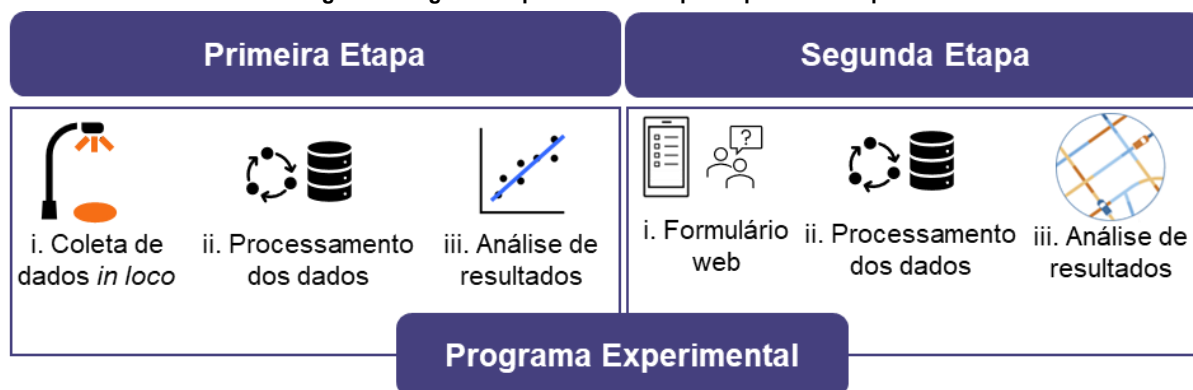 Primeira Etapa
Segunda Etapa
i. Coleta de
dados in loco
ii. Processamento
dos dados
iii. Análise de
resultados
i. Formulário
web
ii. Processamento
dos dados
iii. Análise de
resultados
Programa Experimental